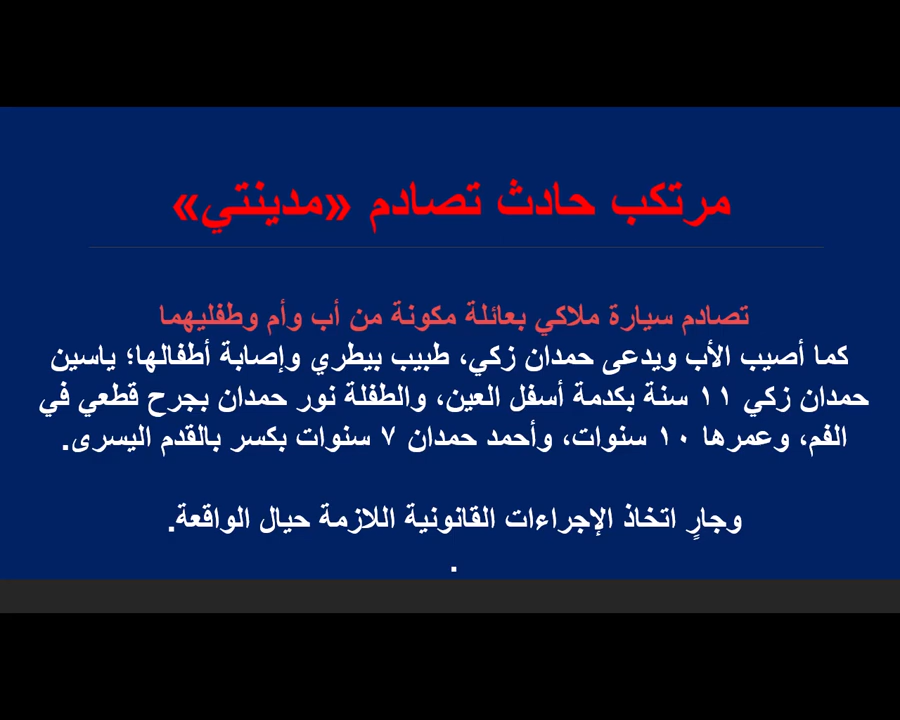 مرتكب حادث تصادم «مدينتي»
تصادم سيارة ملاكي بعائلة مكونة من أب وأم وطفليهما
كما أصيب الأب ويدعى حمدان زكي، طبيب بيطري وإصابة أطفالها؛ ياسين
حمدان زكي ١١ سنة بكدمة أسفل العين، والطفلة نور حمدان بجرح قطعي في
الفم، وعمرها ١٠ سنوات، وأحمد حمدان ٧ سنوات بكسر بالقدم اليسرى.
وجارٍ اتخاذ الإجراءات القانونية اللازمة حيال الواقعة.
.